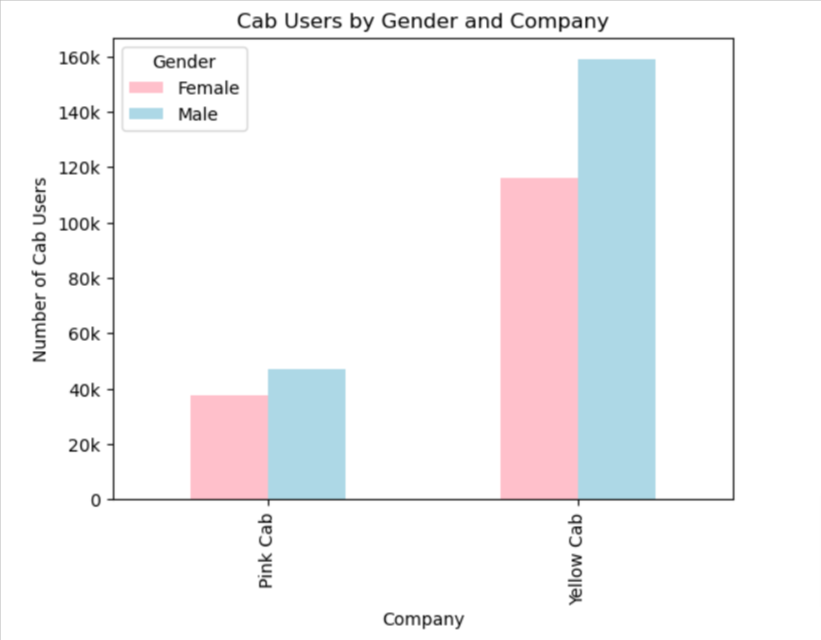 Cab Users by Gender and Company
Gender
Female
Male
160k
140k
120k
100k
80k
60k
40k
20k
0
Number of Cab Users
Pink Cab
Yellow Cab
Company